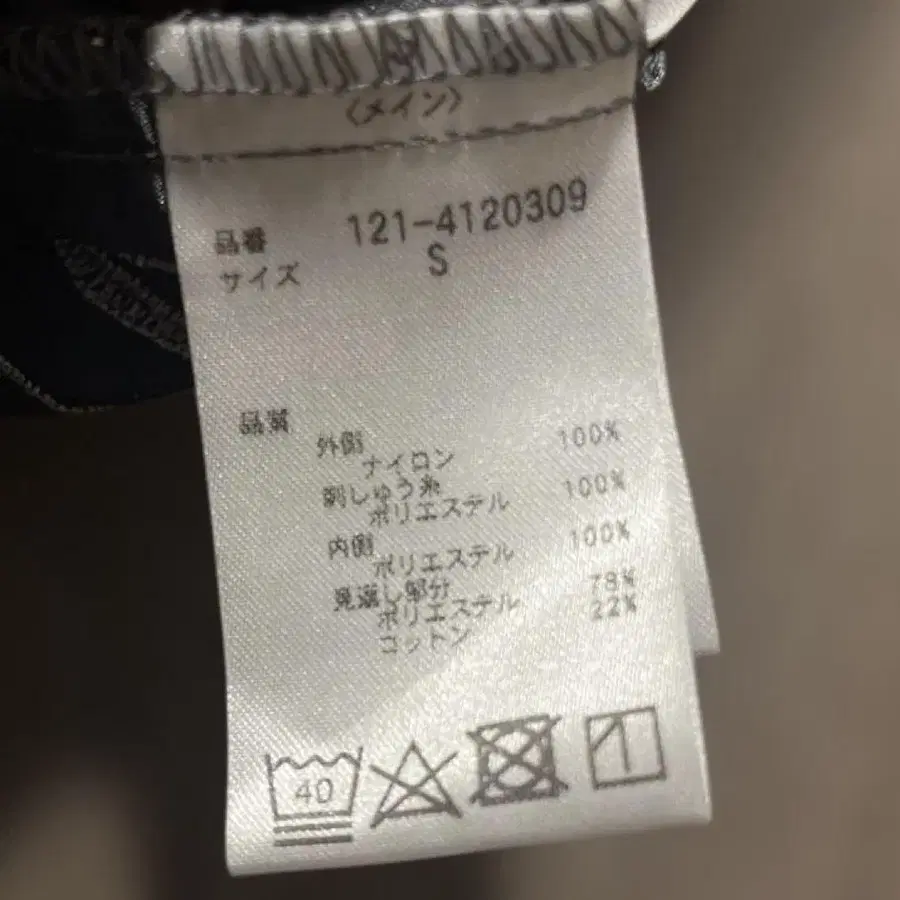 〈メイン〉
品番 121-4120309
サイズ S
品質
外側
ナイロン 100%
刺しゅう糸
ポリエステル 100%
内側
ポリエステル 100%
見返し部分
ポリエステル 78%
コットン 22%
40